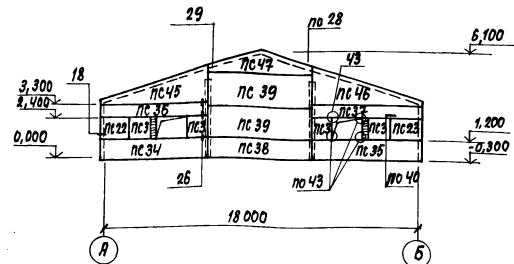 29
по 28
6,100
пс47
43
18
пс45
пс46
3,300
пс 39
2,400
пс 36
пс37
пс22
пс3
пс3
пс39
пс3
пс3
пс23
1,200
0,000
-0,300
пс34
пс38
пс35
26
по 43
по 40
18 000
А
Б